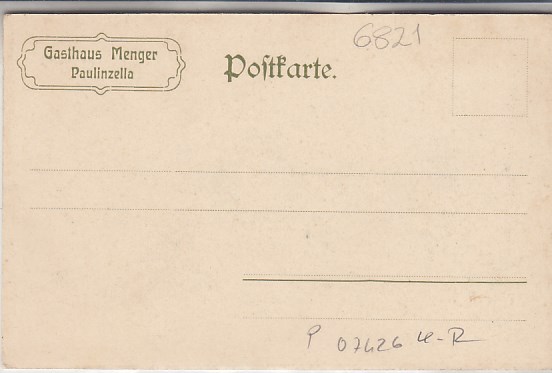 Gasthaus Menger
Paulinzella
6821
Poſtkarte.
P 07426